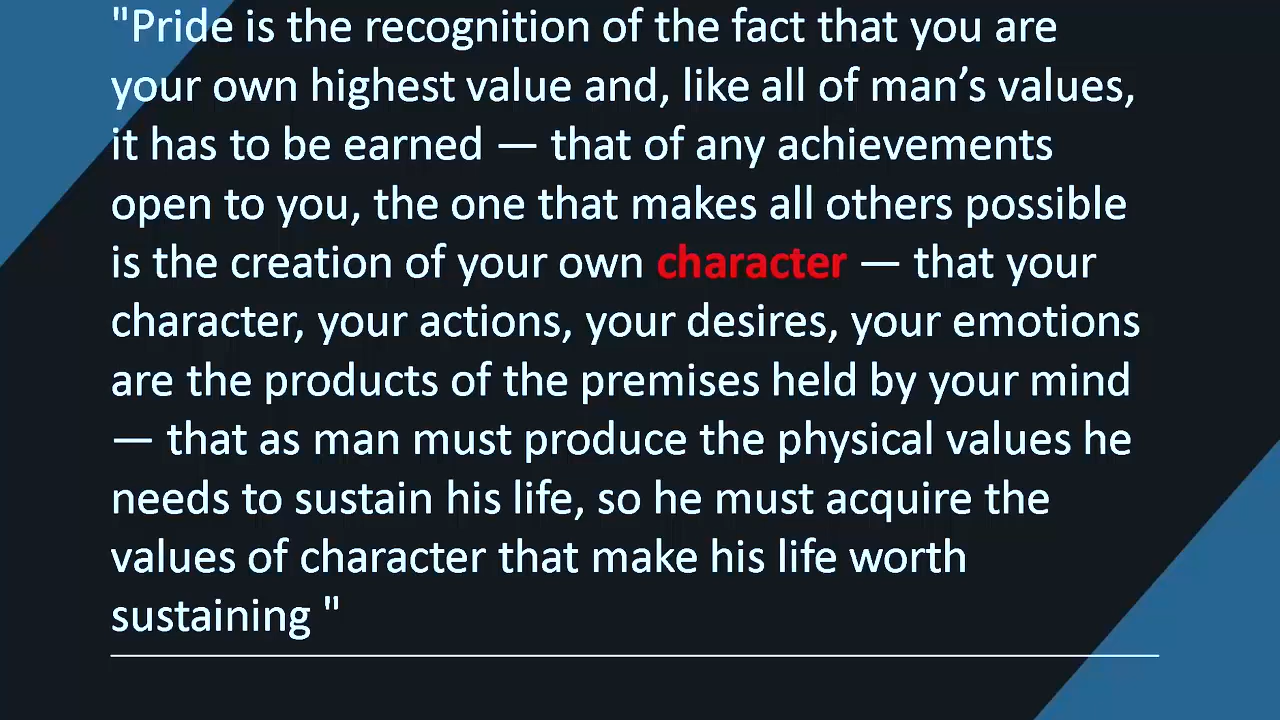 "Pride is the recognition of the fact that you are
your own highest value and, like all of man’s values,
it has to be earned — that of any achievements
open to you, the one that makes all others possible
is the creation of your own character — that your
character, your actions, your desires, your emotions
are the products of the premises held by your mind
— that as man must produce the physical values he
needs to sustain his life, so he must acquire the
values of character that make his life worth
sustaining "